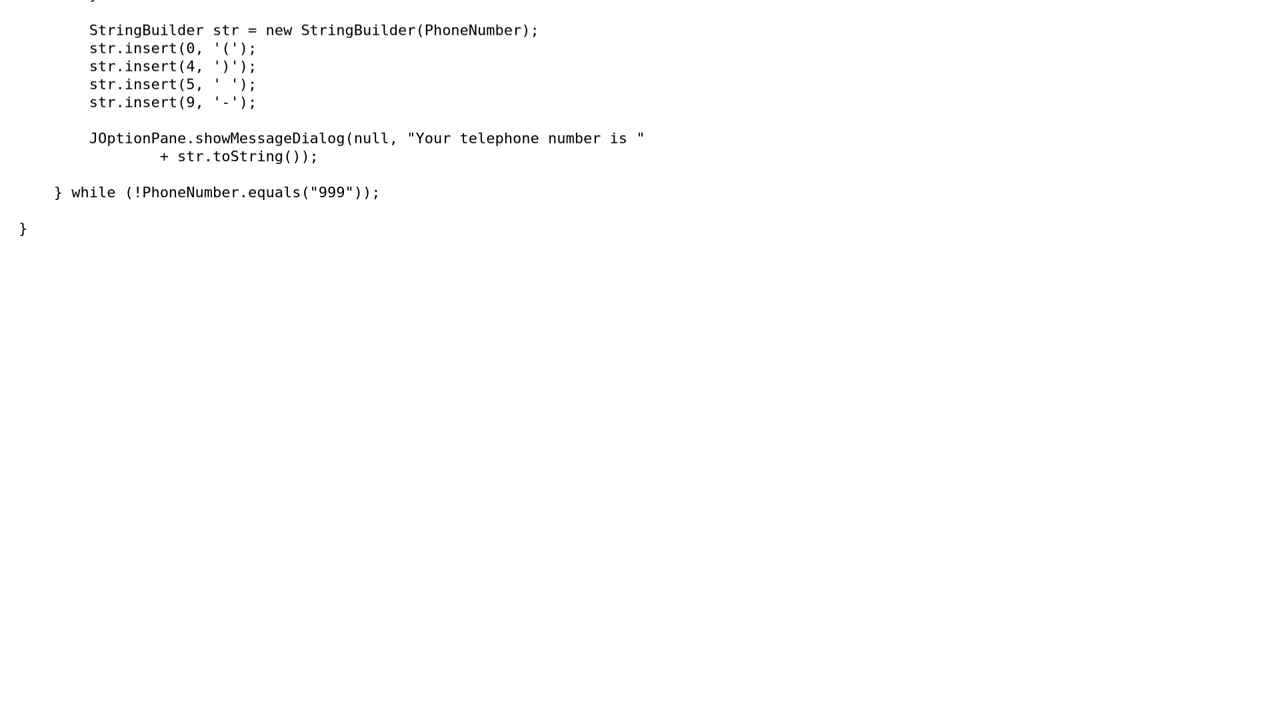 }
StringBuilder str = new StringBuilder(PhoneNumber);
str.insert(0, '(');
str.insert(4, ')');
str.insert(5, ' ');
str.insert(9, '-');
JOptionPane.showMessageDialog(null, "Your telephone number is "
+ str.toString());
} while (!PhoneNumber.equals("999"));
}